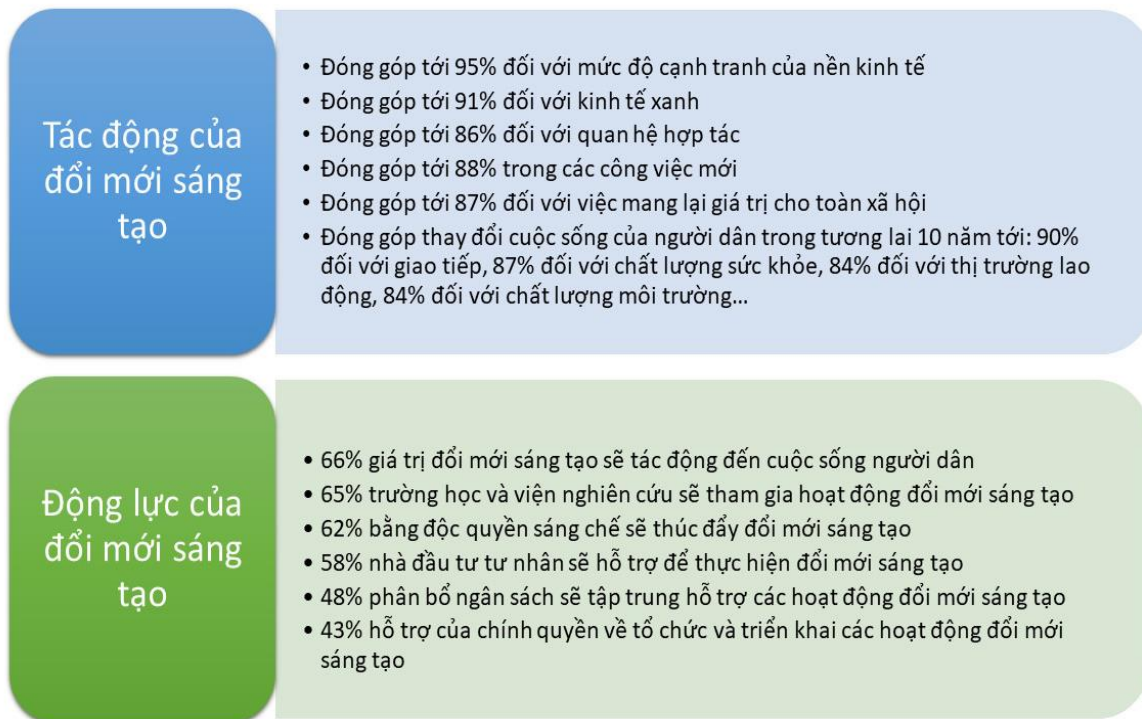 Tác động của
đổi mới sáng
tạo
• Đóng góp tới 95% đối với mức độ cạnh tranh của nền kinh tế
• Đóng góp tới 91% đối với kinh tế xanh
• Đóng góp tới 86% đối với quan hệ hợp tác
• Đóng góp tới 88% trong các công việc mới
• Đóng góp tới 87% đối với việc mang lại giá trị cho toàn xã hội
• Đóng góp thay đổi cuộc sống của người dân trong tương lai 10 năm tới: 90%
đối với giao tiếp, 87% đối với chất lượng sức khỏe, 84% đối với thị trường lao
động, 84% đối với chất lượng môi trường...
Động lực của
đổi mới sáng
tạo
• 66% giá trị đổi mới sáng tạo sẽ tác động đến cuộc sống người dân
• 65% trường học và viện nghiên cứu sẽ tham gia hoạt động đổi mới sáng tạo
• 62% bằng độc quyền sáng chế sẽ thúc đẩy đổi mới sáng tạo
• 58% nhà đầu tư tư nhân sẽ hỗ trợ để thực hiện đổi mới sáng tạo
• 48% phân bổ ngân sách sẽ tập trung hỗ trợ các hoạt động đổi mới sáng tạo
• 43% hỗ trợ của chính quyền về tổ chức và triển khai các hoạt động đổi mới
sáng tạo